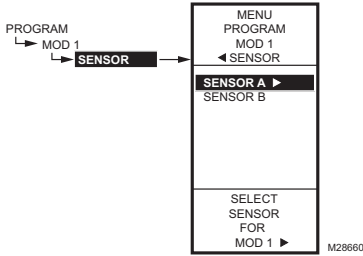 PROGRAM
MOD 1
SENSOR
MENU
PROGRAM
MOD 1
◄ SENSOR
SENSOR A ►
SENSOR B
SELECT
SENSOR
FOR
MOD 1 ►
M28660